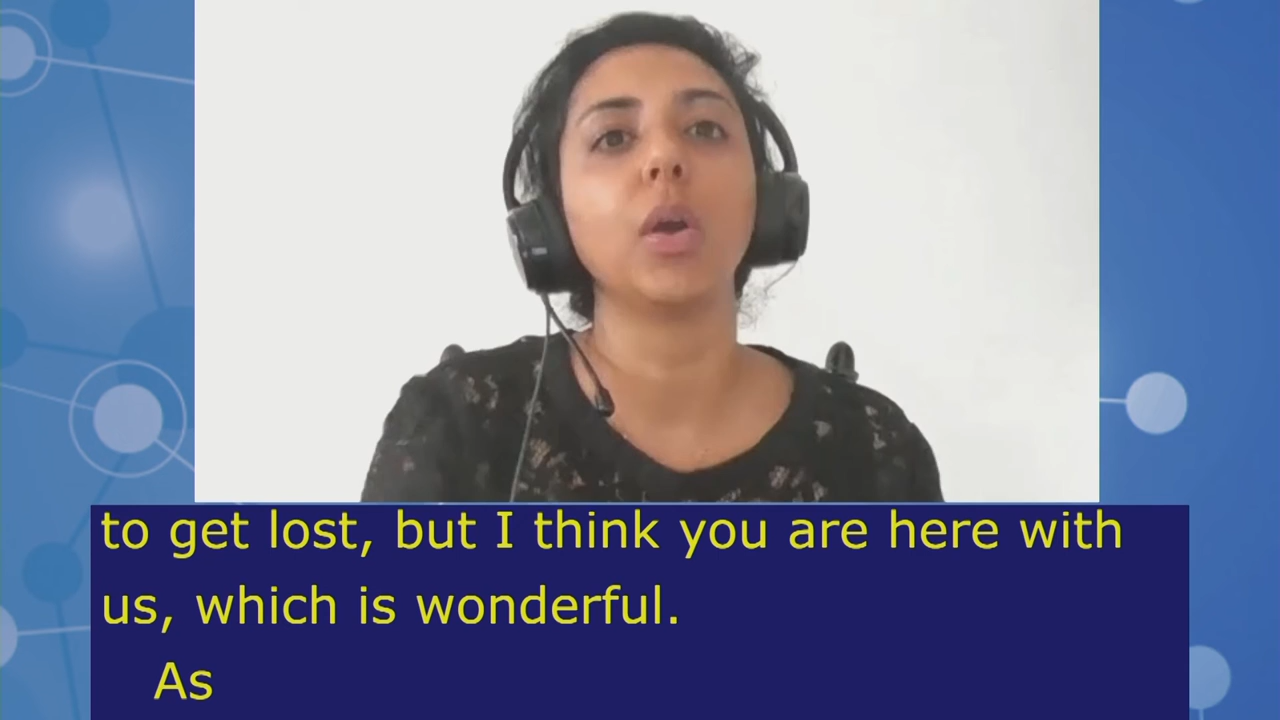 to get lost, but I think you are here with
us, which is wonderful.
As